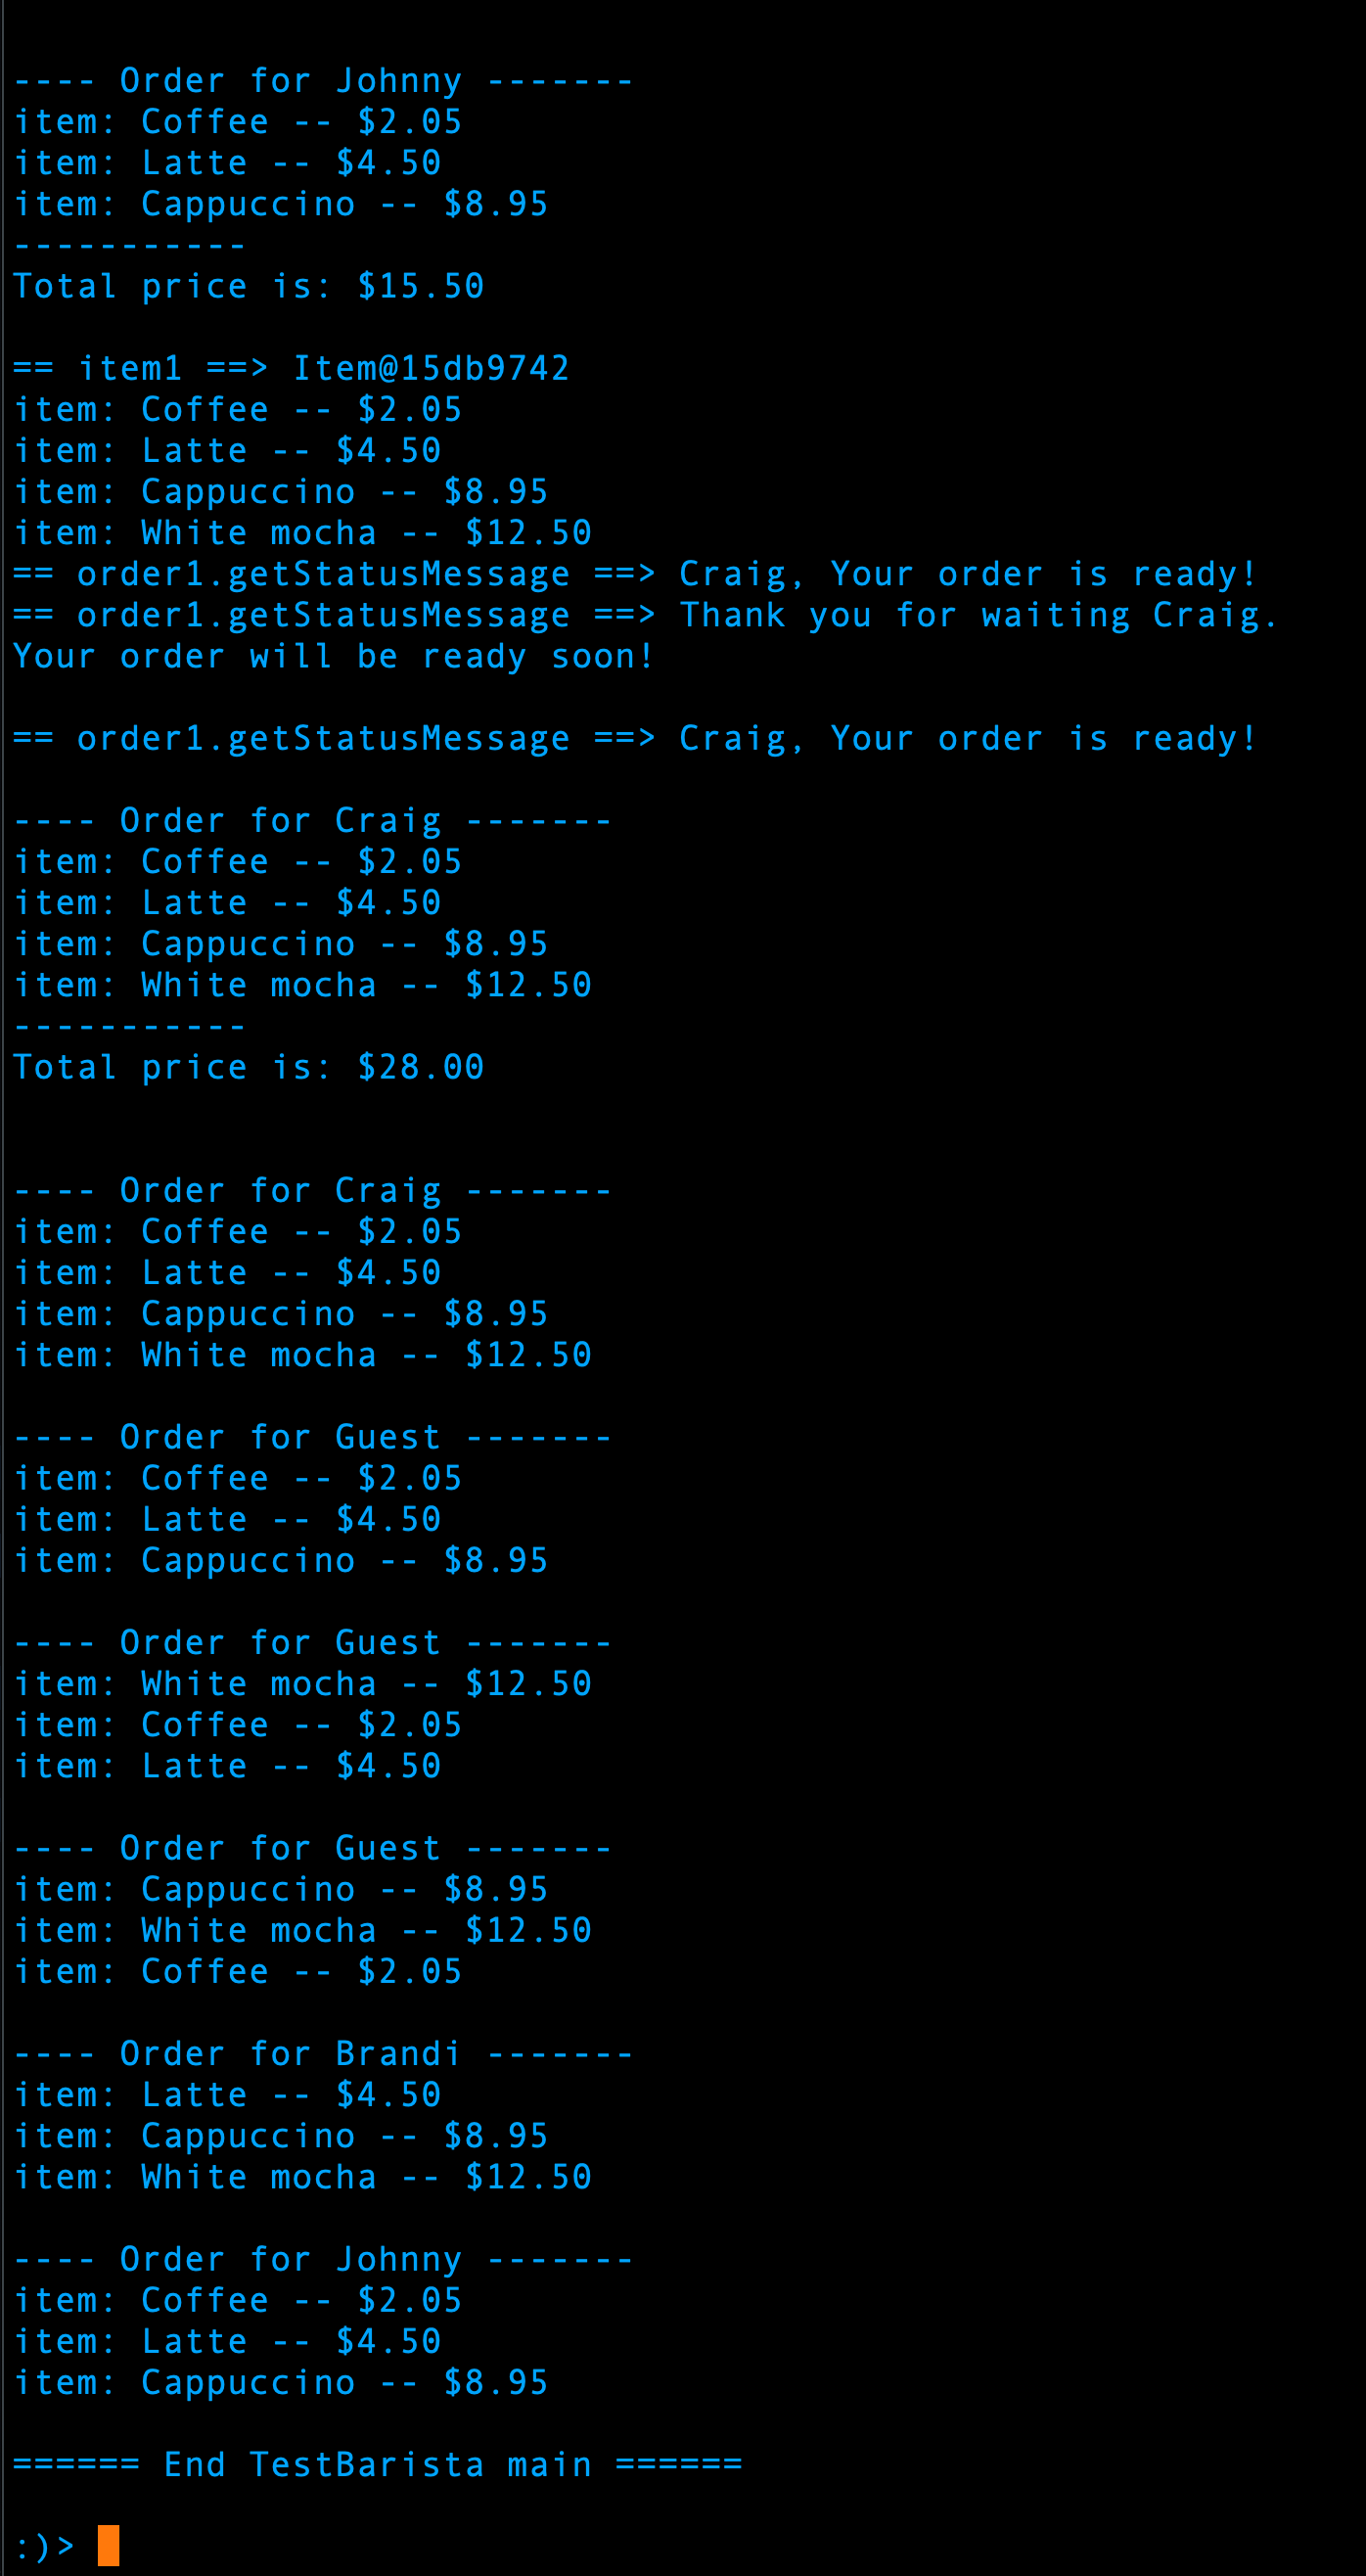 ---- Order for Johnny -------
item: Coffee -- $2.05
item: Latte -- $4.50
item: Cappuccino -- $8.95
-----------
Total price is: $15.50
== item1 ==> Item@15db9742
item: Coffee -- $2.05
item: Latte -- $4.50
item: Cappuccino -- $8.95
item: White mocha -- $12.50
== order1.getStatusMessage ==> Craig, Your order is ready!
== order1.getStatusMessage ==> Thank you for waiting Craig.
Your order will be ready soon!
== order1.getStatusMessage ==> Craig, Your order is ready!
---- Order for Craig -------
item: Coffee -- $2.05
item: Latte -- $4.50
item: Cappuccino -- $8.95
item: White mocha -- $12.50
-----------
Total price is: $28.00
---- Order for Craig -------
item: Coffee -- $2.05
item: Latte -- $4.50
item: Cappuccino -- $8.95
item: White mocha -- $12.50
---- Order for Guest -------
item: Coffee -- $2.05
item: Latte -- $4.50
item: Cappuccino -- $8.95
---- Order for Guest -------
item: White mocha -- $12.50
item: Coffee -- $2.05
item: Latte -- $4.50
---- Order for Guest -------
item: Cappuccino -- $8.95
item: White mocha -- $12.50
item: Coffee -- $2.05
---- Order for Brandi -------
item: Latte -- $4.50
item: Cappuccino -- $8.95
item: White mocha -- $12.50
---- Order for Johnny -------
item: Coffee -- $2.05
item: Latte -- $4.50
item: Cappuccino -- $8.95
====== End TestBarista main ======
:)>